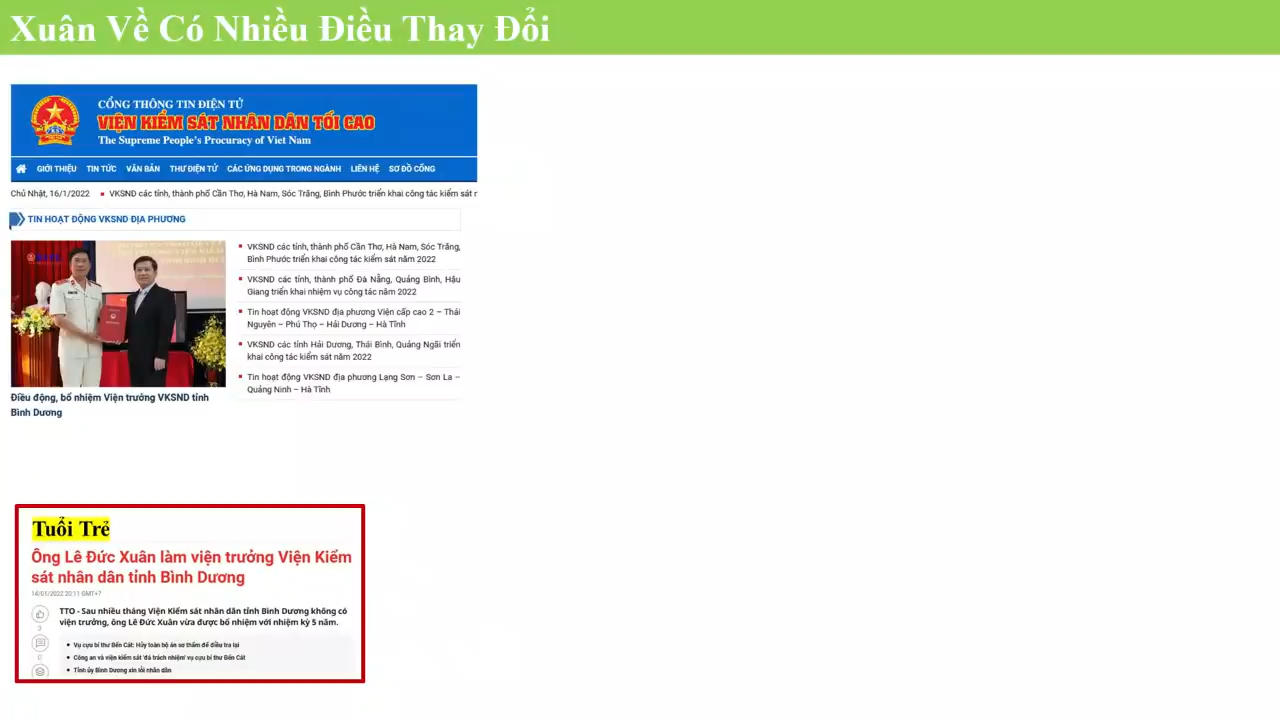 Xuân Về Có Nhiều Điều Thay Đổi
CỔNG THÔNG TIN ĐIỆN TỬ
VIỆN KIỂM SÁT NHÂN DÂN TỐI CAO
The Supreme People's Procuracy of Viet Nam
GIỚI THIỆU TIN TỨC VĂN BẢN THƯ ĐIỆN TỬ CÁC ỨNG DỤNG TRONG NGÀNH LIÊN HỆ SƠ ĐỒ CỔNG
Chủ Nhật, 16/1/2022 VKSND các tỉnh, thành phố Cần Thơ, Hà Nam, Sóc Trăng, Bình Phước triển khai công tác kiểm sát
TIN HOẠT ĐỘNG VKSND ĐỊA PHƯƠNG
Điều động, bổ nhiệm Viện trưởng VKSND tỉnh
Bình Dương
VKSND các tỉnh, thành phố Cần Thơ, Hà Nam, Sóc Trăng,
Bình Phước triển khai công tác kiểm sát năm 2022
VKSND các tỉnh, thành phố Đà Nẵng, Quảng Bình, Hậu
Giang triển khai nhiệm vụ công tác năm 2022
Tin hoạt động VKSND địa phương Viện cấp cao 2 – Thái
Nguyên – Phú Thọ – Hải Dương – Hà Tĩnh
VKSND các tỉnh Hải Dương, Thái Bình, Quảng Ngãi triển
khai công tác kiểm sát năm 2022
Tin hoạt động VKSND địa phương Lạng Sơn – Sơn La –
Quảng Ninh – Hà Tĩnh
Tuổi Trẻ
Ông Lê Đức Xuân làm viện trưởng Viện Kiểm
sát nhân dân tỉnh Bình Dương
14/01/2022 20:11 GMT+7
TTO - Sau nhiều tháng Viện Kiểm sát nhân dân tỉnh Bình Dương không có
viện trưởng, ông Lê Đức Xuân vừa được bổ nhiệm với nhiệm kỳ 5 năm.
Vụ cựu bí thư Bến Cát: Hủy toàn bộ án sơ thẩm để điều tra lại
Công an và viện kiểm sát 'đá trách nhiệm' vụ cựu bí thư Bến Cát
Tỉnh ủy Bình Dương xin lỗi nhân dân